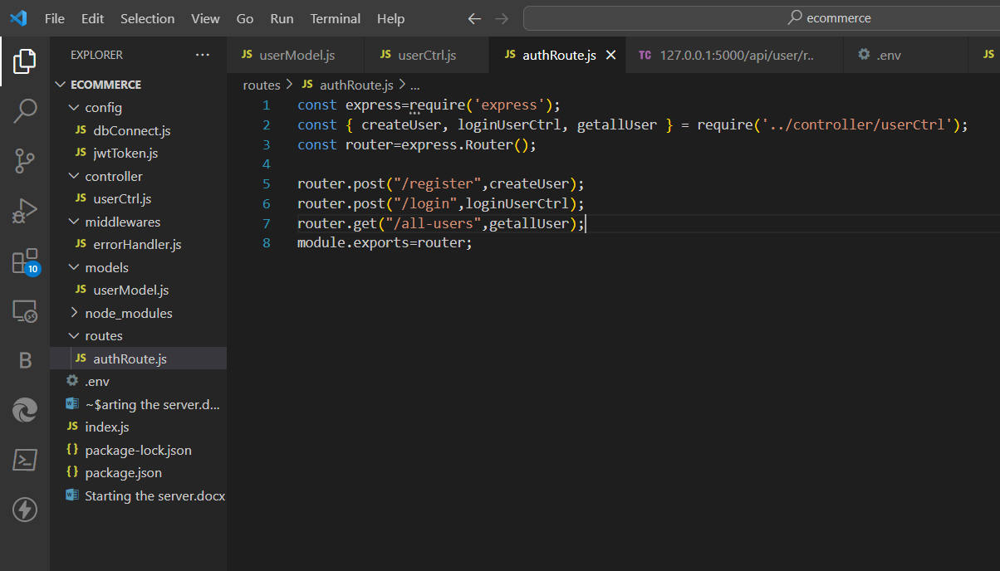 File Edit Selection View Go Run Terminal Help
ecommerce
EXPLORER
ECOMMERCE
config
JS dbConnect.js
JS jwtToken.js
controller
JS userCtrl.js
middlewares
JS errorHandler.js
models
JS userModel.js
node_modules
routes
JS authRoute.js
.env
~$arting the server.d...
JS index.js
{} package-lock.json
{} package.json
Starting the server.docx
10
B
JS userModel.js JS userCtrl.js JS authRoute.js TC 127.0.0.1:5000/api/user/r.. .env JS
routes > JS authRoute.js > ...
1 const express=require('express');
2 const { createUser, loginUserCtrl, getallUser } = require('../controller/userCtrl');
3 const router=express.Router();
4
5 router.post("/register",createUser);
6 router.post("/login",loginUserCtrl);
7 router.get("/all-users",getallUser);
8 module.exports=router;